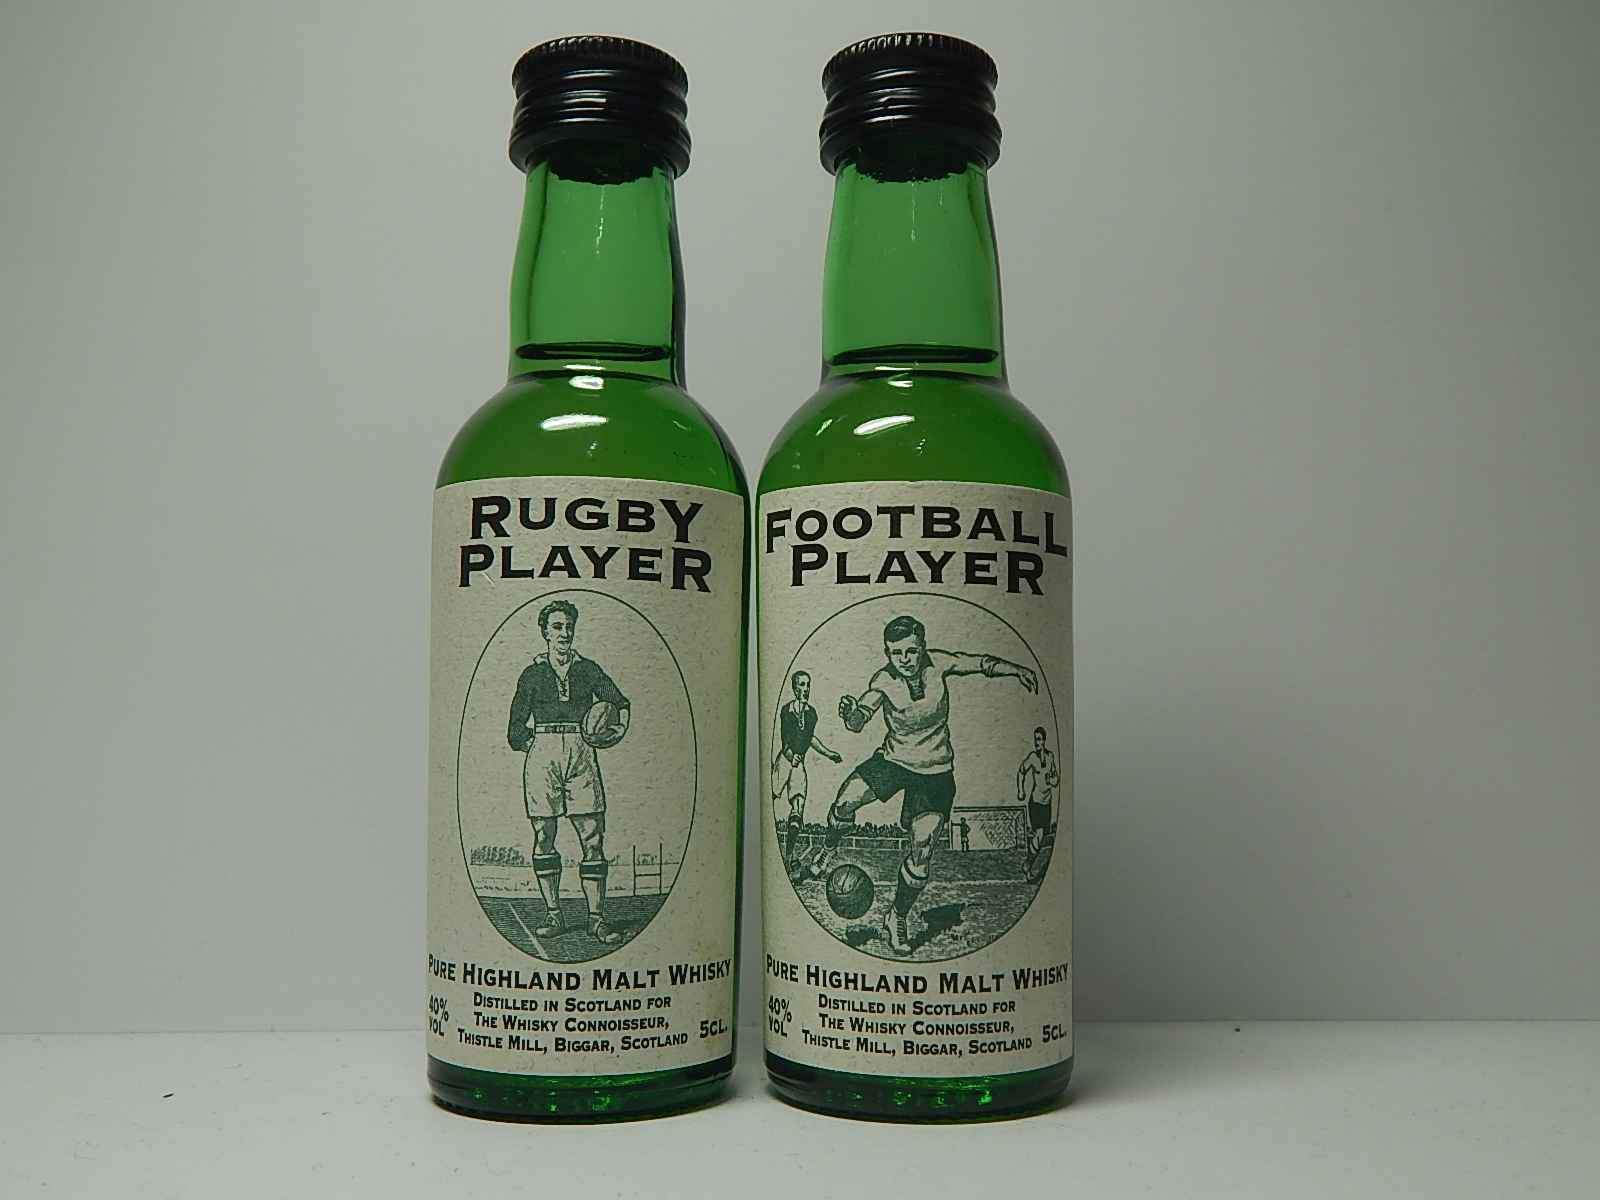 RUGBY
PLAYER
PURE HIGHLAND MALT WHISKY
40%
VOL
DISTILLED IN SCOTLAND FOR
THE WHISKY CONNOISSEUR,
THISTLE MILL, BIGGAR, SCOTLAND
5CL.
FOOTBALL
PLAYER
PURE HIGHLAND MALT WHISKY
40%
VOL
DISTILLED IN SCOTLAND FOR
THE WHISKY CONNOISSEUR,
THISTLE MILL, BIGGAR, SCOTLAND
5CL.